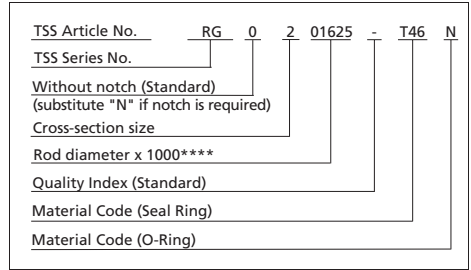 TSS Article No. RG 0 2 01625 - T46 N
TSS Series No.
Without notch (Standard)
(substitute "N" if notch is required)
Cross-section size
Rod diameter x 1000****
Quality Index (Standard)
Material Code (Seal Ring)
Material Code (O-Ring)